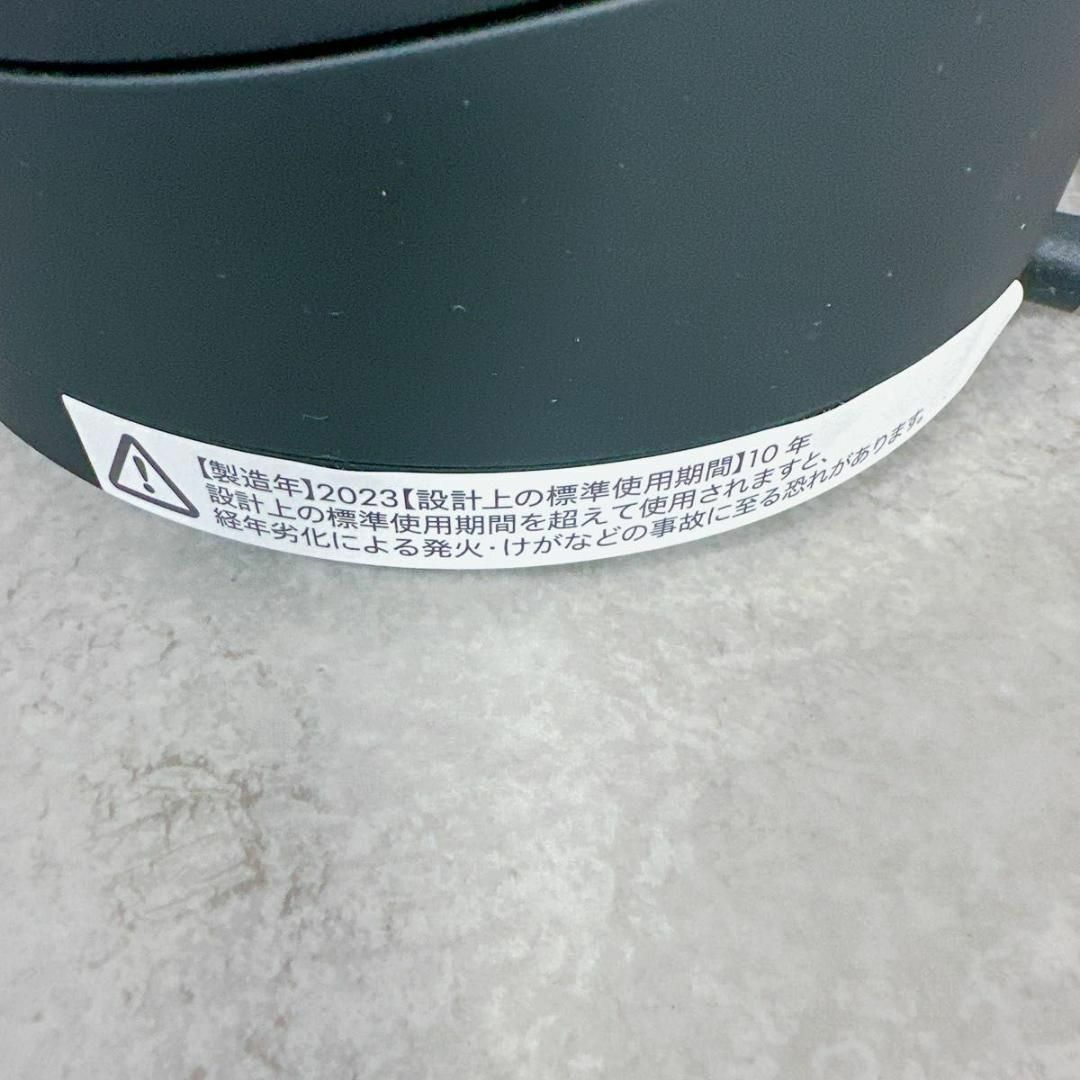 【製造年】2023【設計上の標準使用期間】10 年
設計上の標準使用期間を超えて使用されますと、
経年劣化による発火・けがなどの事故に至る恐れがあります。